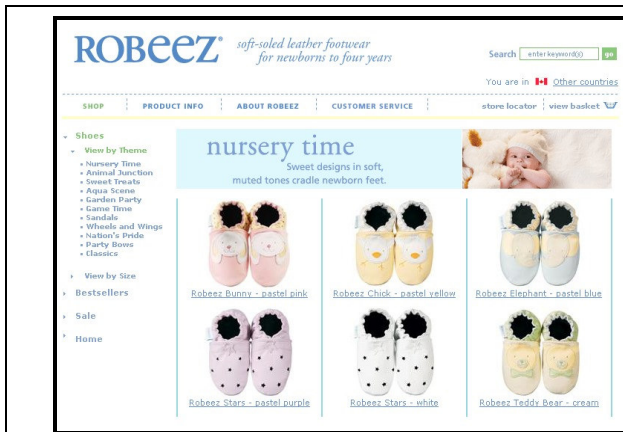 ROBEEZ®
soft-soled leather footwear
for newborns to four years
Search enter keyword(s) go
You are in Other countries
SHOP PRODUCT INFO ABOUT ROBEEZ CUSTOMER SERVICE store locator view basket
Shoes
View by Theme
Nursery Time
Animal Junction
Sweet Treats
Aqua Scene
Garden Party
Game Time
Sandals
Wheels and Wings
Nation's Pride
Party Bows
Classics
View by Size
Bestsellers
Sale
Home
nursery time
Sweet designs in soft,
muted tones cradle newborn feet.
Robeez Bunny - pastel pink
Robeez Chick - pastel yellow
Robeez Elephant - pastel blue
Robeez Stars - pastel purple
Robeez Stars - white
Robeez Teddy Bear - cream